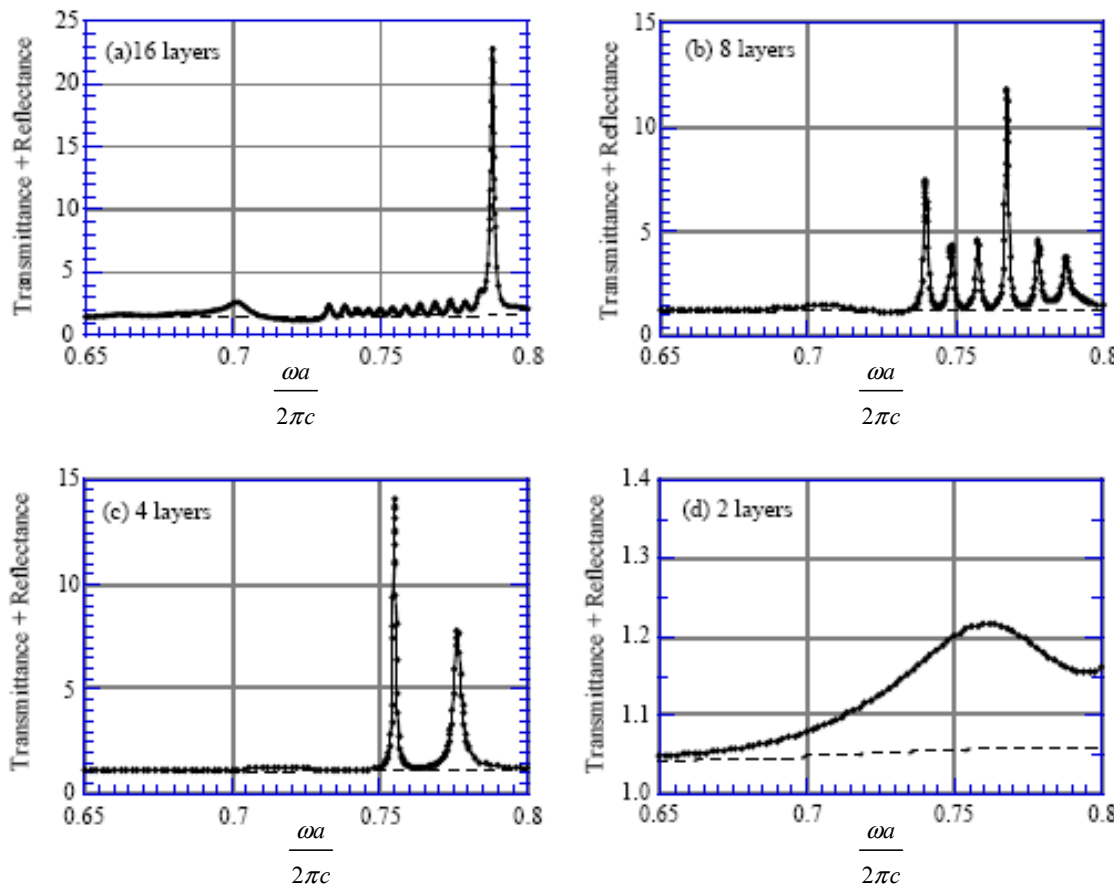 Transmittance + Reflectance
(a)16 layers
25
20
15
10
5
0
0.65 0.7 0.75 0.8
ωa
2πc
Transmittance + Reflectance
(b) 8 layers
15
10
5
0
0.65 0.7 0.75 0.8
ωa
2πc
Transmittance + Reflectance
(c) 4 layers
15
10
5
0
0.65 0.7 0.75 0.8
ωa
2πc
Transmittance + Reflectance
(d) 2 layers
1.4
1.3
1.2
1.1
1.0
0.65 0.7 0.75 0.8
ωa
2πc